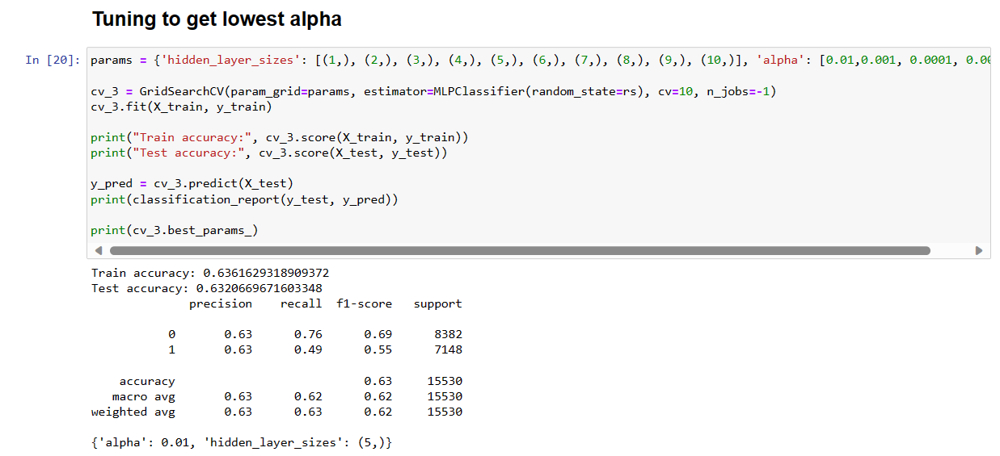 Tuning to get lowest alpha
In [20]: params = {'hidden_layer_sizes': [(1,), (2,), (3,), (4,), (5,), (6,), (7,), (8,), (9,), (10,)], 'alpha': [0.01,0.001, 0.0001, 0.00
cv_3 = GridSearchCV(param_grid=params, estimator=MLPClassifier(random_state=rs), cv=10, n_jobs=-1)
cv_3.fit(X_train, y_train)
print("Train accuracy:", cv_3.score(X_train, y_train))
print("Test accuracy:", cv_3.score(X_test, y_test))
y_pred = cv_3.predict(X_test)
print(classification_report(y_test, y_pred))
print(cv_3.best_params_)
Train accuracy: 0.6361629318909372
Test accuracy: 0.6320669671603348
precision recall f1-score support
0 0.63 0.76 0.69 8382
1 0.63 0.49 0.55 7148
accuracy 0.63 15530
macro avg 0.63 0.62 0.62 15530
weighted avg 0.63 0.63 0.62 15530
{'alpha': 0.01, 'hidden_layer_sizes': (5,)}